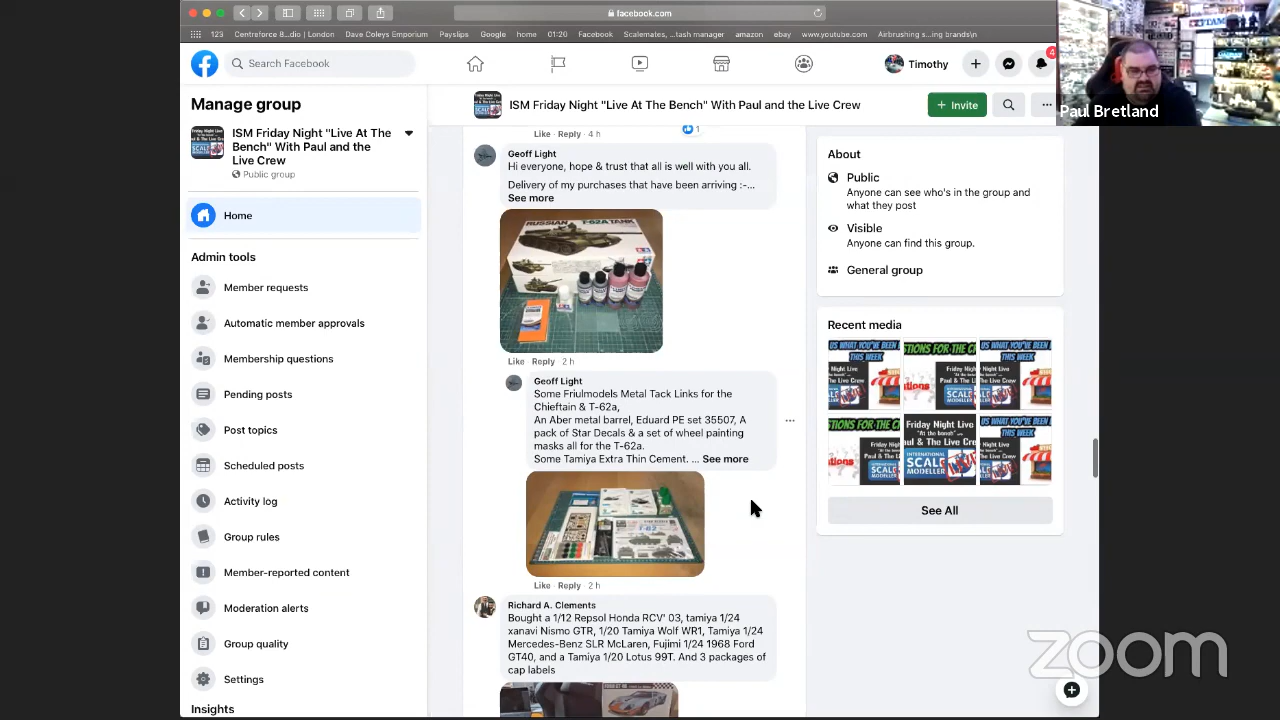 facebook.com
123
Centreforce 8...dio | London
Dave Coleys Emporium
Payslips
Google
home
01:20
Facebook
Scalemates, ...tash manager
amazon
ebay
www.youtube.com
Airbrushing s...ing brands\n
Search Facebook
Timothy
4
Paul Bretland
Manage group
ISM Friday Night "Live At The Bench" With Paul and the Live Crew
Public group
Home
Admin tools
Member requests
Automatic member approvals
Membership questions
Pending posts
Post topics
Scheduled posts
Activity log
Group rules
Member-reported content
Moderation alerts
Group quality
Settings
Insights
ISM Friday Night "Live At The Bench" With Paul and the Live Crew
+ Invite
Like · Reply · 4 h
1
Geoff Light
Hi everyone, hope & trust that all is well with you all.
Delivery of my purchases that have been arriving :-...
See more
RUSSIAN T-62A TANK
Like Reply 2 h
Geoff Light
Some Friulmodels Metal Tack Links for the
Chieftain & T-62a,
An Aber metal barrel, Eduard PE set 35507, A
pack of Star Decals & a set of wheel painting
masks all for the T-62a.
Some Tamiya Extra Thin Cement. ... See more
T-62
Like · Reply · 2 h
Richard A. Clements
Bought a 1/12 Repsol Honda RCV' 03, tamiya 1/24
xanavi Nismo GTR, 1/20 Tamiya Wolf WR1, Tamiya 1/24
Mercedes-Benz SLR McLaren, Fujimi 1/24 1968 Ford
GT40, and a Tamiya 1/20 Lotus 99T. And 3 packages of
cap labels
About
Public
Anyone can see who's in the group and
what they post
Visible
Anyone can find this group.
General group
Recent media
See All
zoom